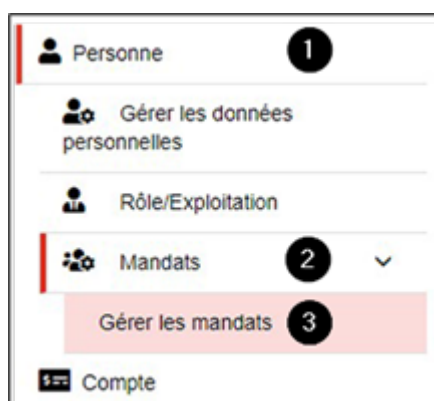 Personne 1
Gérer les données
personnelles
Rôle/Exploitation
Mandats 2
Gérer les mandats 3
Compte